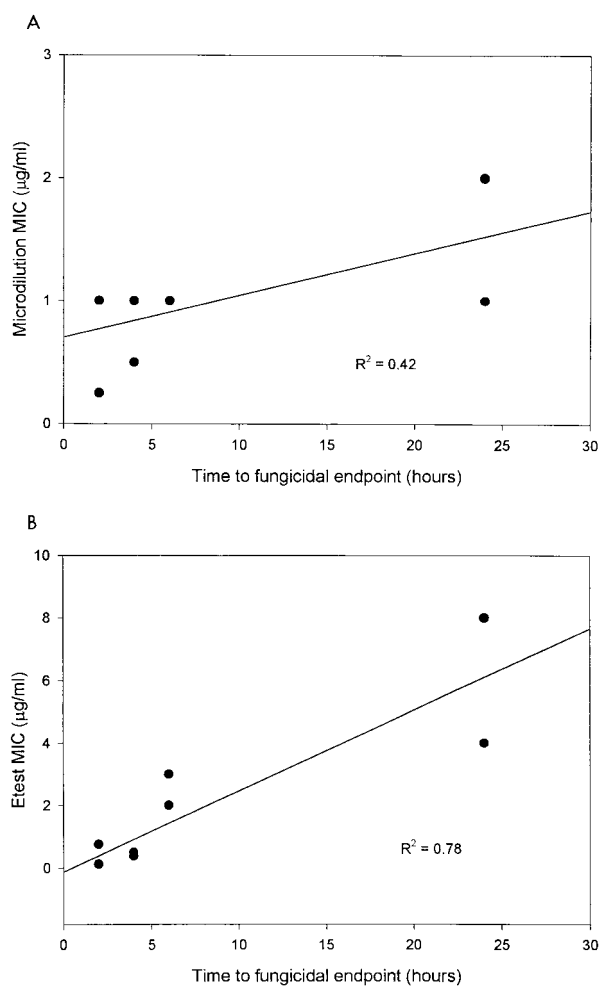 A
3
2
1
0
Microdilution MIC (μg/ml)
R² = 0.42
0 5 10 15 20 25 30
Time to fungicidal endpoint (hours)
B
10
8
6
4
2
0
Etest MIC (μg/ml)
R² = 0.78
0 5 10 15 20 25 30
Time to fungicidal endpoint (hours)